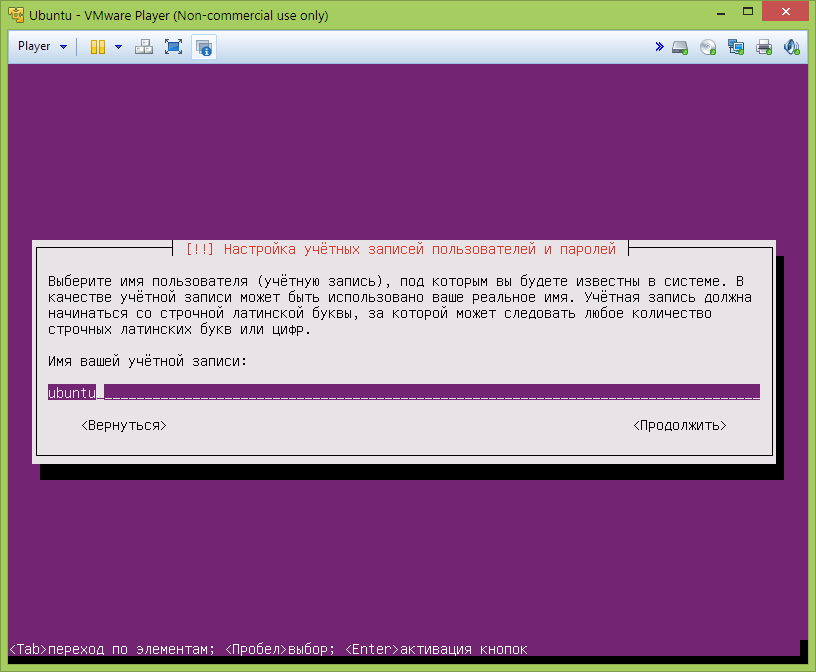 Ubuntu - VMware Player (Non-commercial use only)
Player
[!!] Настройка учётных записей пользователей и паролей
Выберите имя пользователя (учётную запись), под которым вы будете известны в системе. В
качестве учётной записи может быть использовано ваше реальное имя. Учётная запись должна
начинаться со строчной латинской буквы, за которой может следовать любое количество
строчных латинских букв или цифр.
Имя вашей учётной записи:
ubuntu
<Вернуться> <Продолжить>
<Tab>переход по элементам; <Пробел>выбор; <Enter>активация кнопок